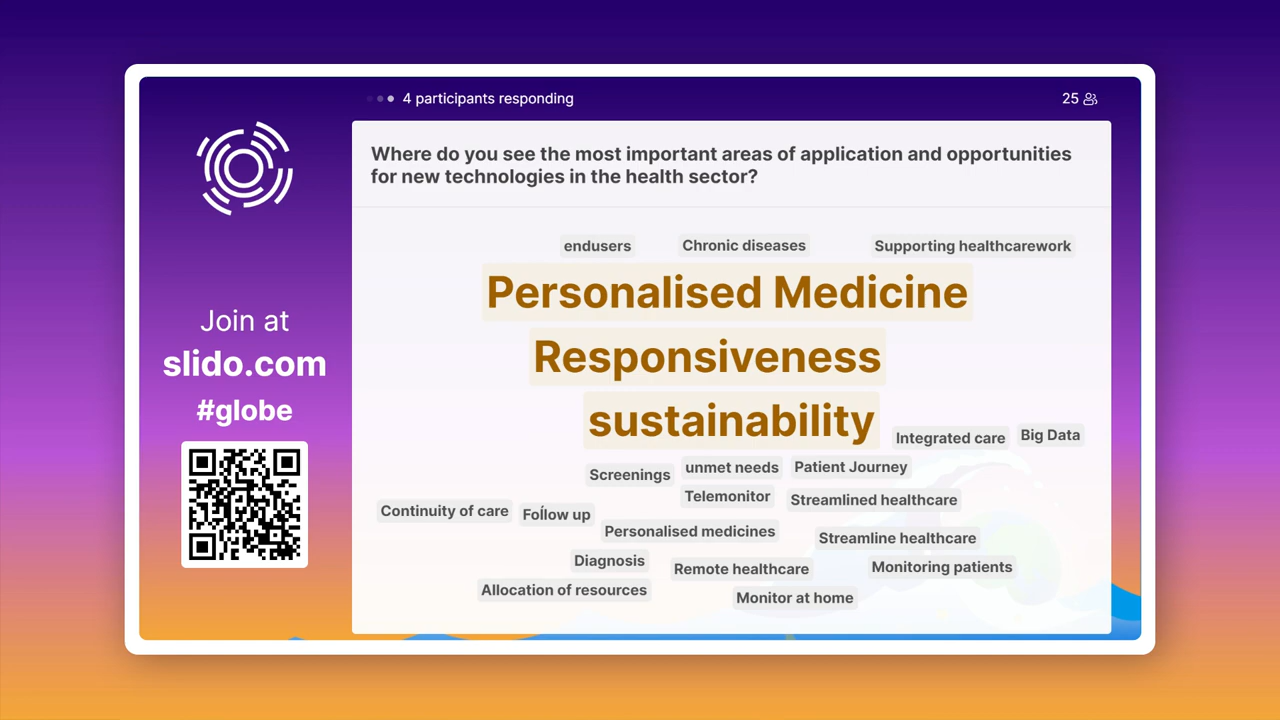 4 participants responding
25
Where do you see the most important areas of application and opportunities
for new technologies in the health sector?
Join at
slido.com
#globe
endusers
Chronic diseases
Supporting healthcarework
Personalised Medicine
Responsiveness
sustainability
Integrated care
Big Data
Screenings
unmet needs
Patient Journey
Telemonitor
Streamlined healthcare
Continuity of care
Foĺlow up
Personalised medicines
Streamline healthcare
Diagnosis
Remote healthcare
Monitoring patients
Allocation of resources
Monitor at home